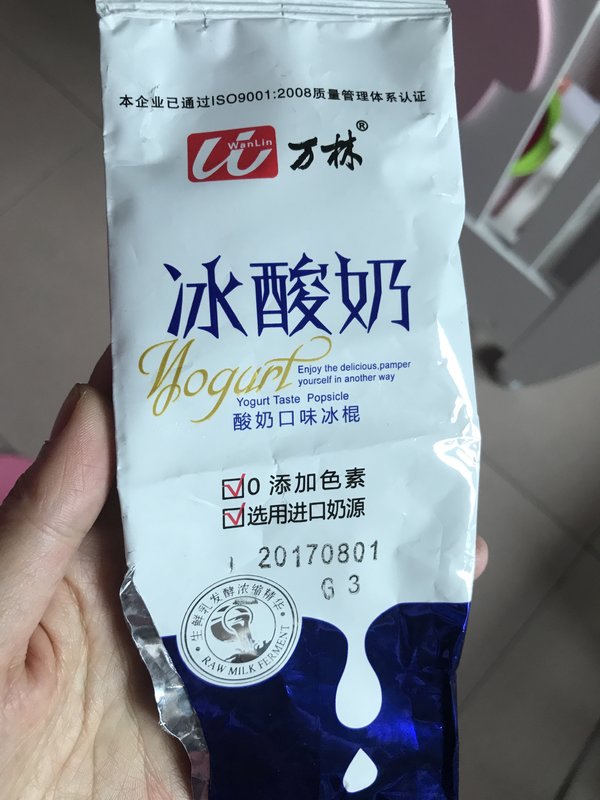 本企业已通过ISO9001:2008质量管理体系认证
WanLin
万林®
冰酸奶
Yogurt
Enjoy the delicious,pamper
yourself in another way
Yogurt Taste Popsicle
酸奶口味冰棍
0 添加色素
选用进口奶源
20170801
G 3
·生鲜乳发酵浓缩精华·
RAW MILK FERMENT